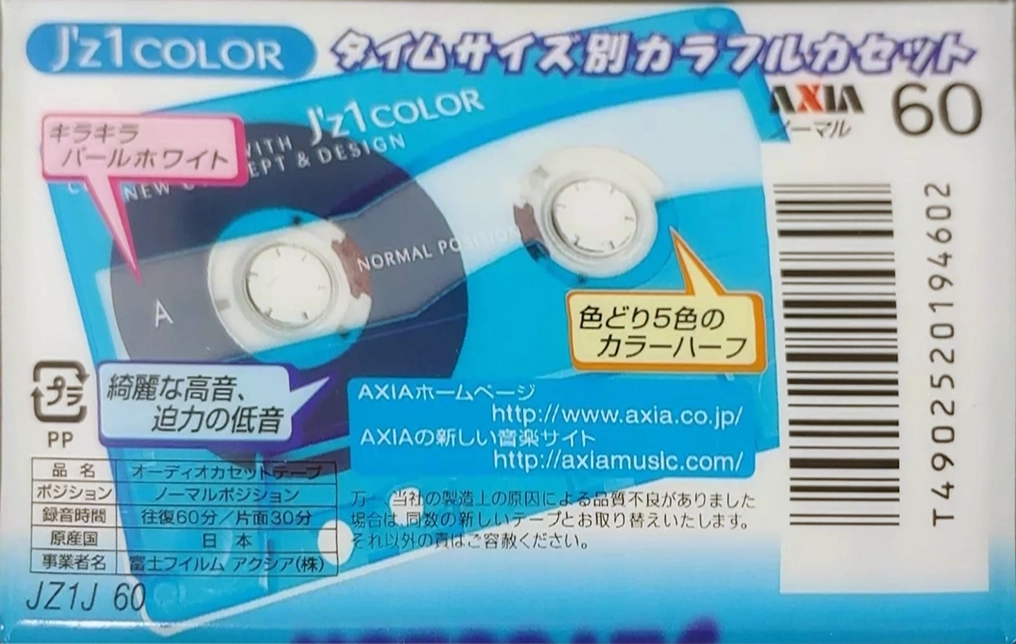 J'z1COLOR
タイムサイズ別カラフルカセット
AXIA 60
ノーマル
キラキラ
パールホワイト
J'z1COLOR
WITH
NEW C EPT & DESIGN
NORMAL POSITION
A
色どり5色の
カラーハーフ
綺麗な高音、
迫力の低音
プラ
PP
AXIAホームページ
http://www.axia.co.jp/
AXIAの新しい音楽サイト
http://axiamusic.com/
品 名 オーディオカセットテープ
ポジション ノーマルポジション
録音時間 往復60分/片面30分
原産国 日 本
事業者名 富士フイルム アクシア(株)
JZ1J 60
万一、当社の製造上の原因による品質不良がありました
場合は、同数の新しいテープとお取り替えいたします。
それ以外の責はご容赦ください。
T4902520194602